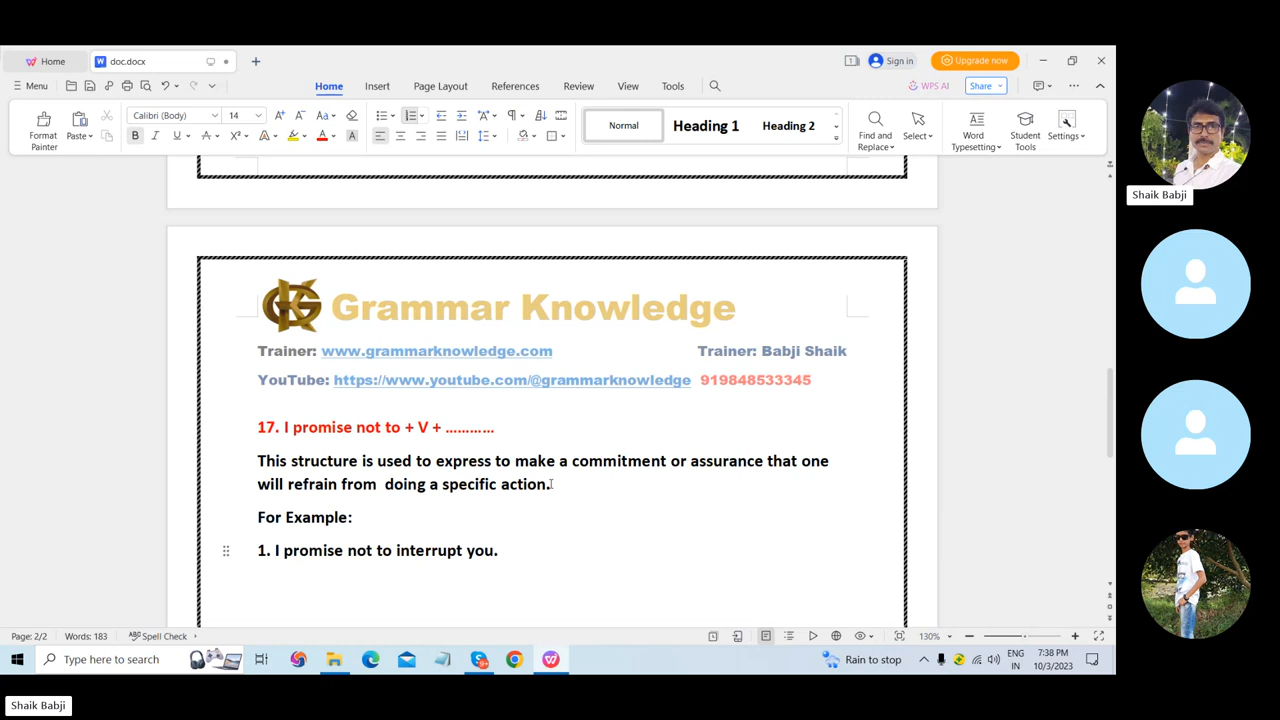 Home
doc.docx
Sign in
Upgrade now
Menu
Home Insert Page Layout References Review View Tools
WPS AI
Share
Format Painter
Paste
Calibri (Body)
14
Normal
Heading 1
Heading 2
Find and Replace
Select
Word Typesetting
Student Tools
Settings
Shaik Babji
GK Grammar Knowledge
Trainer: www.grammarknowledge.com Trainer: Babji Shaik
YouTube: https://www.youtube.com/@grammarknowledge 919848533345
17. I promise not to + V + …………
This structure is used to express to make a commitment or assurance that one
will refrain from  doing a specific action.
For Example:
1. I promise not to interrupt you.
Page: 2/2 Words: 183 Spell Check 130%
Type here to search
Rain to stop
ENG
IN
7:38 PM
10/3/2023
Shaik Babji